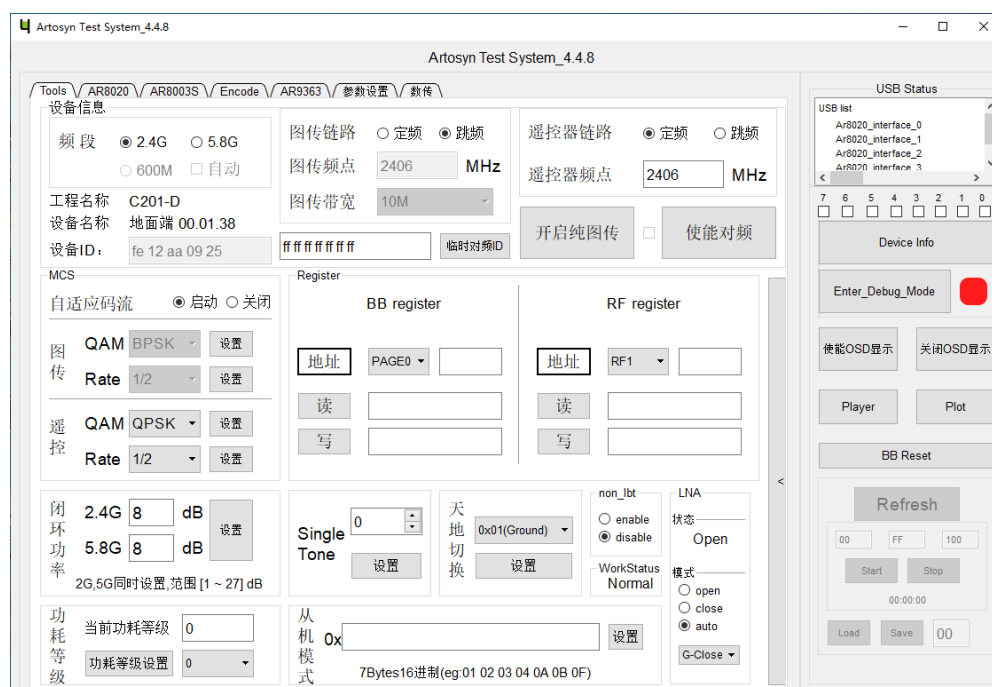 Artosyn Test System_4.4.8
Artosyn Test System_4.4.8
Tools AR8020 AR8003S Encode AR9363 参数设置 数传
设备信息
频 段 2.4G 5.8G
600M 自动
图传链路 定频 跳频
图传频点 2406 MHz
图传带宽 10M
遥控器链路 定频 跳频
遥控器频点 2406 MHz
工程名称 C201-D
设备名称 地面端 00.01.38
设备ID： fe 12 aa 09 25
ff ff ff ff ff 临时对频ID
开启纯图传 使能对频
MCS
自适应码流 启动 关闭
图传
QAM BPSK 设置
Rate 1/2 设置
遥控
QAM QPSK 设置
Rate 1/2 设置
Register
BB register
地址 PAGE0
读
写
RF register
地址 RF1
读
写
<
闭环功率
2.4G 8 dB
5.8G 8 dB
设置
2G,5G同时设置,范围 [1 ~ 27] dB
Single Tone 0
设置
天地切换
0x01(Ground)
设置
non_lbt
enable
disable
WorkStatus
Normal
LNA
状态
Open
模式
open
close
auto
G-Close
功耗等级
当前功耗等级 0
功耗等级设置 0
从机模式
0x 设置
7Bytes16进制(eg:01 02 03 04 0A 0B 0F)
USB Status
USB list
Ar8020_interface_0
Ar8020_interface_1
Ar8020_interface_2
Ar8020_interface_3
7 6 5 4 3 2 1 0
Device Info
Enter_Debug_Mode
使能OSD显示 关闭OSD显示
Player Plot
BB Reset
Refresh
00 FF 100
Start Stop
00:00:00
Load Save 00